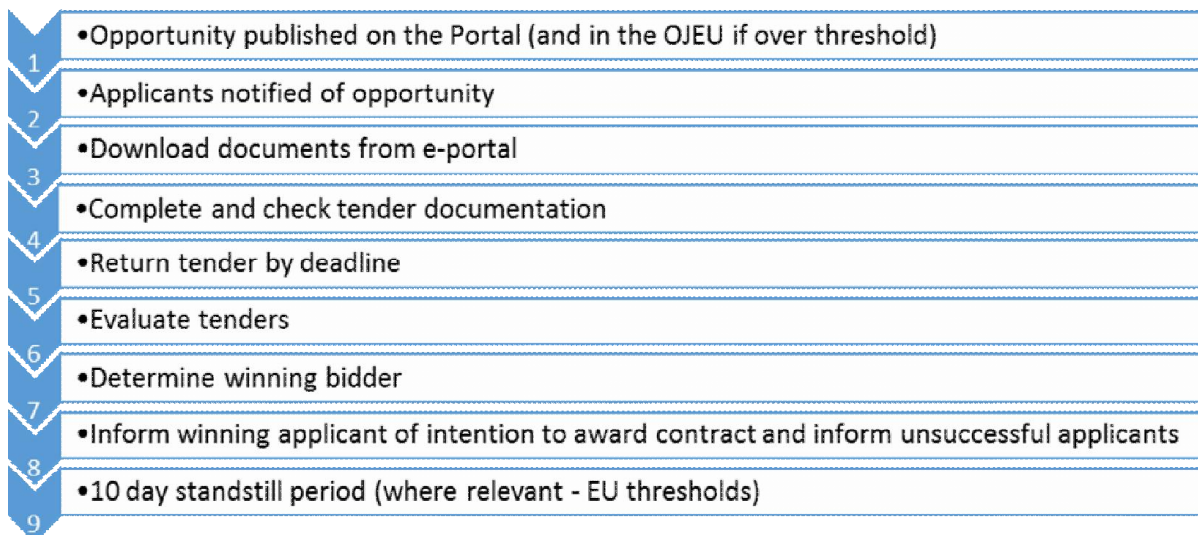 •Opportunity published on the Portal (and in the OJEU if over threshold)
1
•Applicants notified of opportunity
2
•Download documents from e-portal
3
•Complete and check tender documentation
4
•Return tender by deadline
5
•Evaluate tenders
6
•Determine winning bidder
7
•Inform winning applicant of intention to award contract and inform unsuccessful applicants
8
•10 day standstill period (where relevant - EU thresholds)
9